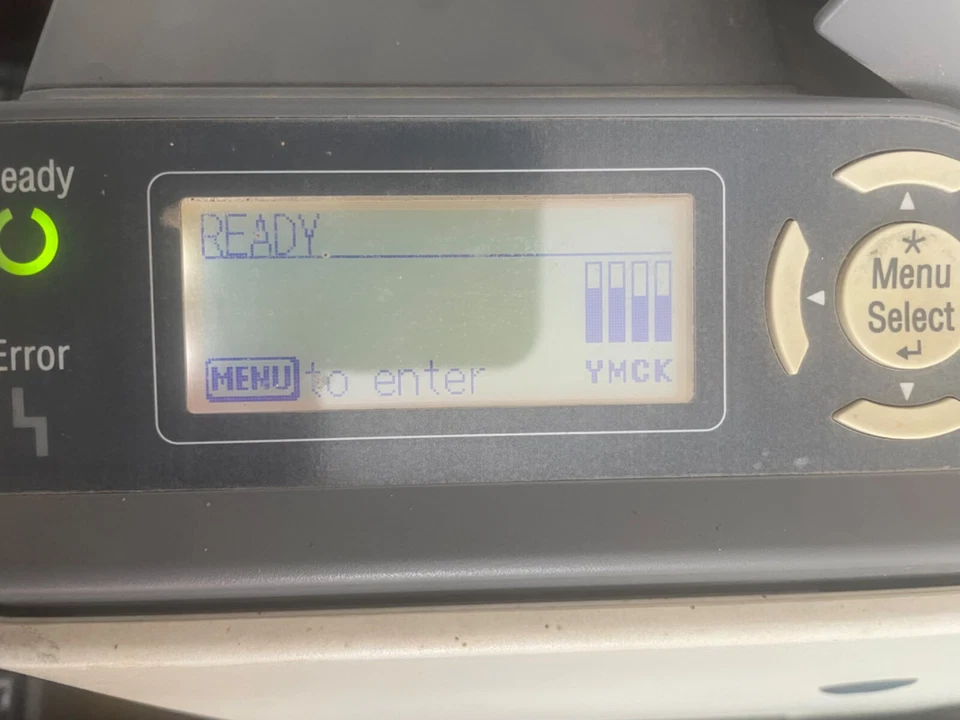 eady
READY
Error
MENU to enter
YMCK
*
Menu
Select